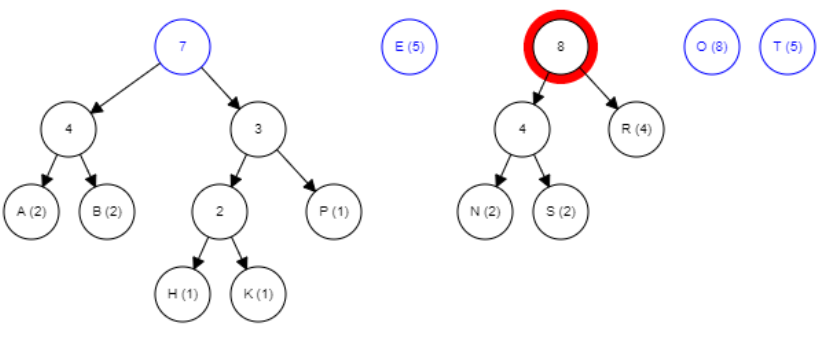 7 E (5) 8 O (8) T (5)
4 3 4 R (4)
A (2) B (2) 2 P (1) N (2) S (2)
H (1) K (1)